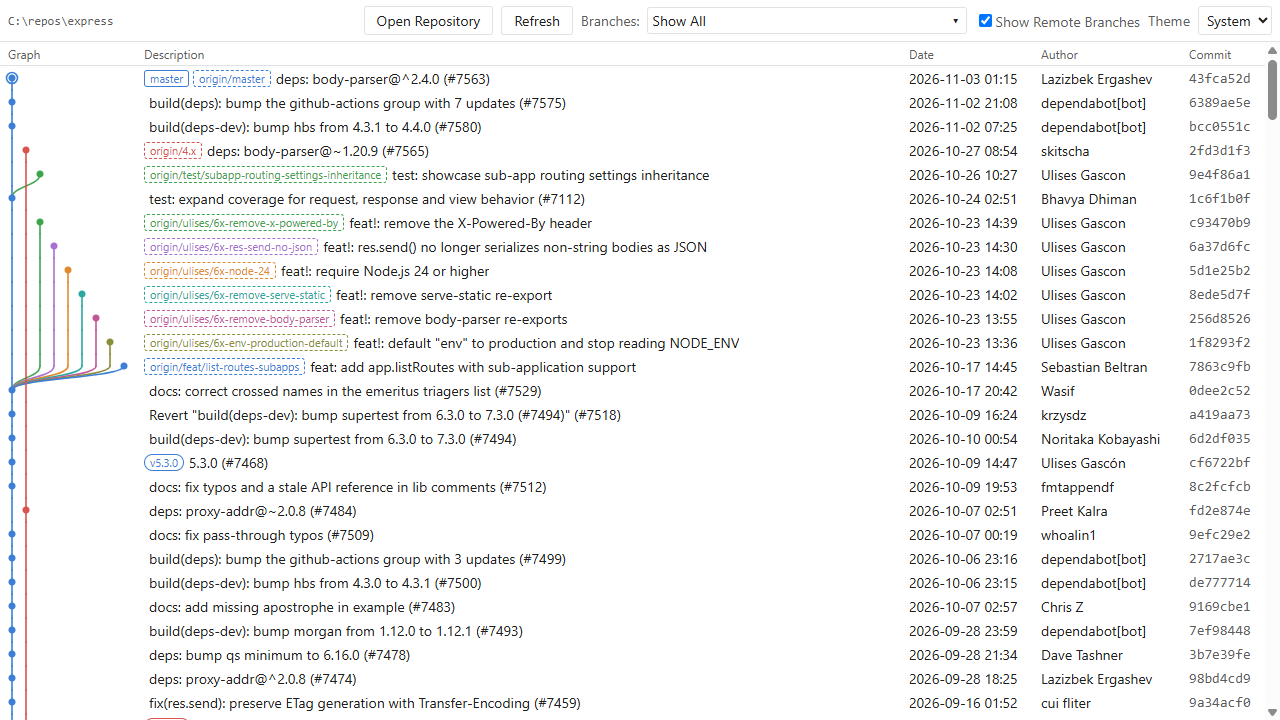 C:\repos\express Open Repository Refresh Branches: Show All Show Remote Branches Theme System
Graph Description Date Author Commit
master origin/master deps: body-parser@^2.4.0 (#7563) 2026-11-03 01:15 Lazizbek Ergashev 43fca52d
build(deps): bump the github-actions group with 7 updates (#7575) 2026-11-02 21:08 dependabot[bot] 6389ae5e
build(deps-dev): bump hbs from 4.3.1 to 4.4.0 (#7580) 2026-11-02 07:25 dependabot[bot] bcc0551c
origin/4.x deps: body-parser@~1.20.9 (#7565) 2026-10-27 08:54 skitscha 2fd3d1f3
origin/test/subapp-routing-settings-inheritance test: showcase sub-app routing settings inheritance 2026-10-26 10:27 Ulises Gascon 9e4f86a1
test: expand coverage for request, response and view behavior (#7112) 2026-10-24 02:51 Bhavya Dhiman 1c6f1b0f
origin/ulises/6x-remove-x-powered-by feat!: remove the X-Powered-By header 2026-10-23 14:39 Ulises Gascon c93470b9
origin/ulises/6x-res-send-no-json feat!: res.send() no longer serializes non-string bodies as JSON 2026-10-23 14:30 Ulises Gascon 6a37d6fc
origin/ulises/6x-node-24 feat!: require Node.js 24 or higher 2026-10-23 14:08 Ulises Gascon 5d1e25b2
origin/ulises/6x-remove-serve-static feat!: remove serve-static re-export 2026-10-23 14:02 Ulises Gascon 8ede5d7f
origin/ulises/6x-remove-body-parser feat!: remove body-parser re-exports 2026-10-23 13:55 Ulises Gascon 256d8526
origin/ulises/6x-env-production-default feat!: default "env" to production and stop reading NODE_ENV 2026-10-23 13:36 Ulises Gascon 1f8293f2
origin/feat/list-routes-subapps feat: add app.listRoutes with sub-application support 2026-10-17 14:45 Sebastian Beltran 7863c9fb
docs: correct crossed names in the emeritus triagers list (#7529) 2026-10-17 20:42 Wasif 0dee2c52
Revert "build(deps-dev): bump supertest from 6.3.0 to 7.3.0 (#7494)" (#7518) 2026-10-09 16:24 krzysdz a419aa73
build(deps-dev): bump supertest from 6.3.0 to 7.3.0 (#7494) 2026-10-10 00:54 Noritaka Kobayashi 6d2df035
v5.3.0 5.3.0 (#7468) 2026-10-09 14:47 Ulises Gascón cf6722bf
docs: fix typos and a stale API reference in lib comments (#7512) 2026-10-09 19:53 fmtappendf 8c2fcfcb
deps: proxy-addr@~2.0.8 (#7484) 2026-10-07 02:51 Preet Kalra fd2e874e
docs: fix pass-through typos (#7509) 2026-10-07 00:19 whoalin1 9efc29e2
build(deps): bump the github-actions group with 3 updates (#7499) 2026-10-06 23:16 dependabot[bot] 2717ae3c
build(deps-dev): bump hbs from 4.3.0 to 4.3.1 (#7500) 2026-10-06 23:15 dependabot[bot] de777714
docs: add missing apostrophe in example (#7483) 2026-10-07 02:57 Chris Z 9169cbe1
build(deps-dev): bump morgan from 1.12.0 to 1.12.1 (#7493) 2026-09-28 23:59 dependabot[bot] 7ef98448
deps: bump qs minimum to 6.16.0 (#7478) 2026-09-28 21:34 Dave Tashner 3b7e39fe
deps: proxy-addr@^2.0.8 (#7474) 2026-09-28 18:25 Lazizbek Ergashev 98bd4cd9
fix(res.send): preserve ETag generation with Transfer-Encoding (#7459) 2026-09-16 01:52 cui fliter 9a34acf0